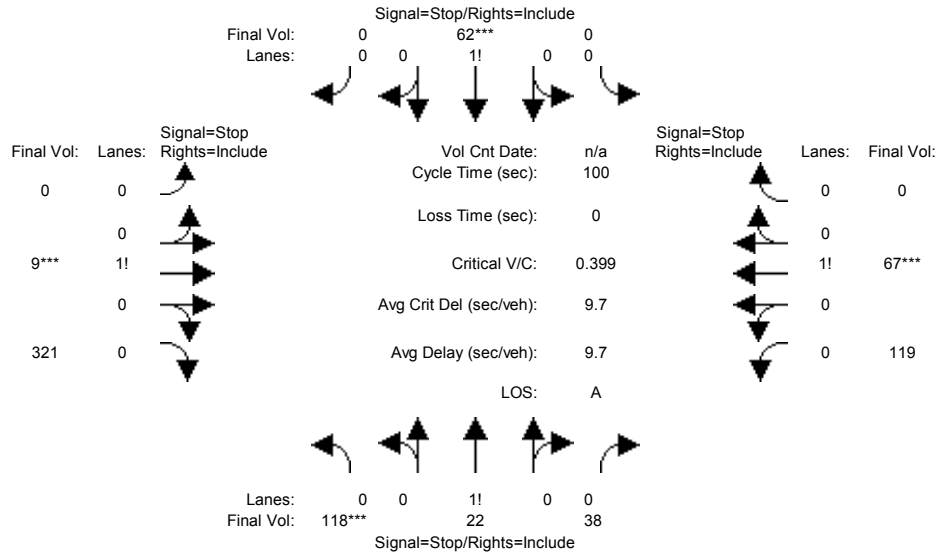 Signal=Stop/Rights=Include
Final Vol: 0 62*** 0
Lanes: 0 0 1! 0 0
Signal=Stop Signal=Stop
Final Vol: Lanes: Rights=Include Vol Cnt Date: n/a Rights=Include Lanes: Final Vol:
Cycle Time (sec): 100
0 0 0 0
Loss Time (sec): 0
0 0
9*** 1! Critical V/C: 0.399 1! 67***
0 Avg Crit Del (sec/veh): 9.7 0
321 0 Avg Delay (sec/veh): 9.7 0 119
LOS: A
Lanes: 0 0 1! 0 0
Final Vol: 118*** 22 38
Signal=Stop/Rights=Include